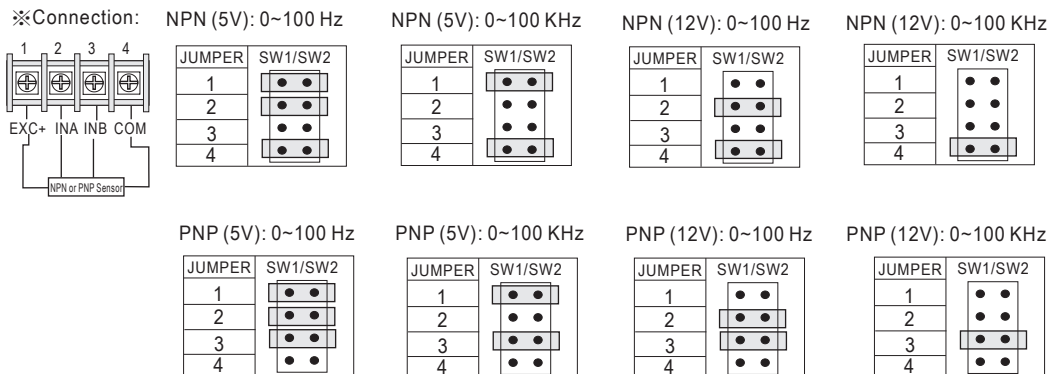 ※Connection:
1 2 3 4
EXC+ INA INB COM
NPN or PNP Sensor
NPN (5V): 0~100 Hz
JUMPER SW1/SW2
1
2
3
4
NPN (5V): 0~100 KHz
JUMPER SW1/SW2
1
2
3
4
NPN (12V): 0~100 Hz
JUMPER SW1/SW2
1
2
3
4
NPN (12V): 0~100 KHz
JUMPER SW1/SW2
1
2
3
4
PNP (5V): 0~100 Hz
JUMPER SW1/SW2
1
2
3
4
PNP (5V): 0~100 KHz
JUMPER SW1/SW2
1
2
3
4
PNP (12V): 0~100 Hz
JUMPER SW1/SW2
1
2
3
4
PNP (12V): 0~100 KHz
JUMPER SW1/SW2
1
2
3
4